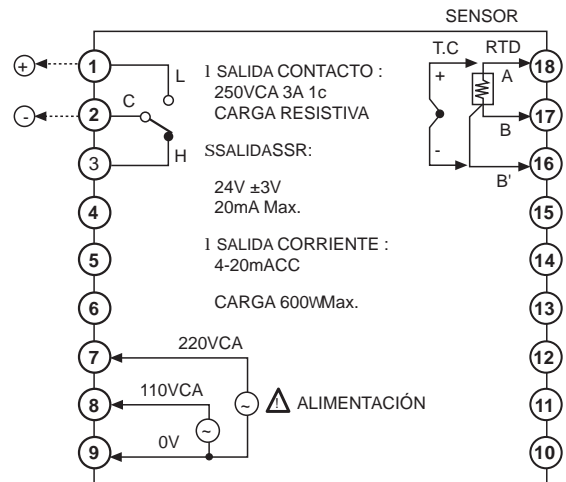 SENSOR
+ 1 L
- 2 C
3 H
4
5
6
7
8
9
l SALIDA CONTACTO :
250VCA 3A 1c
CARGA RESISTIVA
SSALIDASSR:
24V ±3V
20mA Max.
l SALIDA CORRIENTE :
4-20mACC
CARGA 600WMax.
220VCA
110VCA
0V
~
~
! ALIMENTACIÓN
T.C RTD
+ A
B
- B'
18
17
16
15
14
13
12
11
10